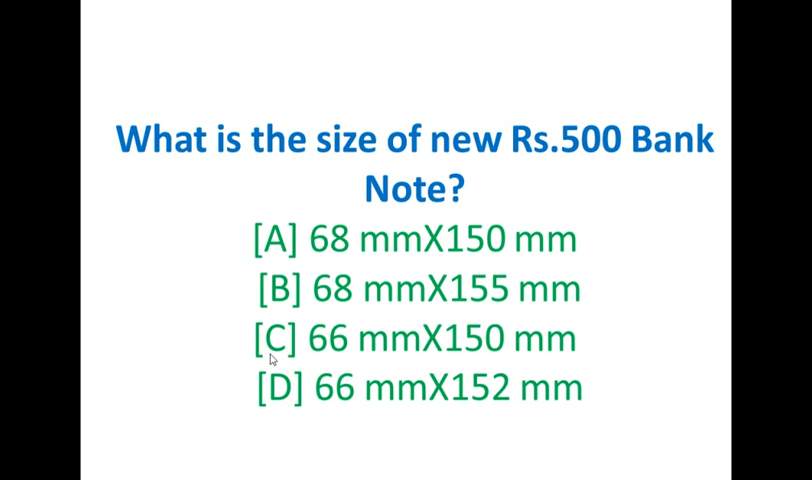 What is the size of new Rs.500 Bank
Note?
[A] 68 mmX150 mm
[B] 68 mmX155 mm
[C] 66 mmX150 mm
[D] 66 mmX152 mm